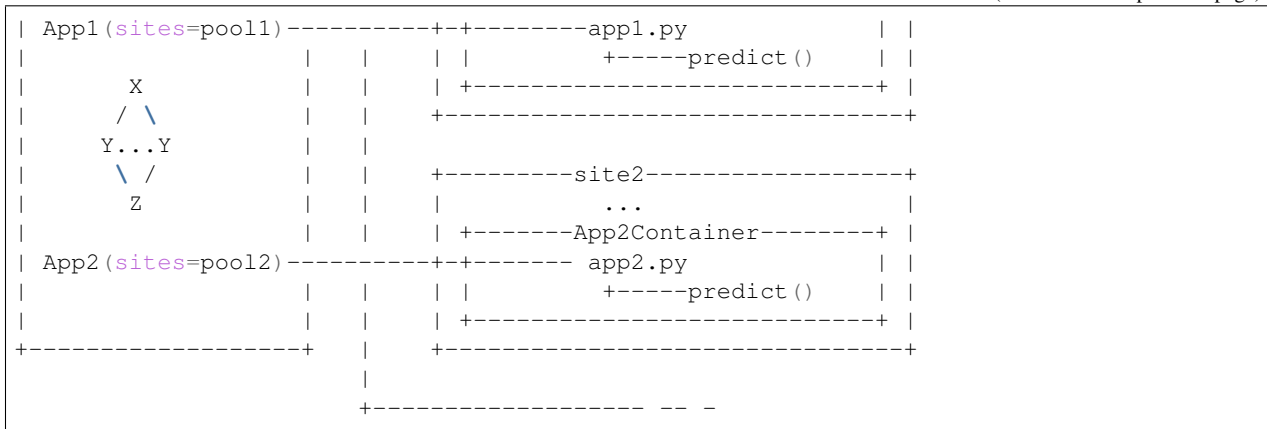 | App1(sites=pool1)----------+-+--------app1.py             | |
|                   |   |    | |         +-----predict()    | |
|       X           |   |    | +----------------------------+ |
|      / \          |   |    +--------------------------------+
|     Y...Y         |   |
|      \ /          |   |    +---------site2------------------+
|       Z           |   |    |           ...                  |
|                   |   |    | +-------App2Container--------+ |
| App2(sites=pool2)----------+-+------- app2.py             | |
|                   |   |    | |         +-----predict()    | |
|                   |   |    | +----------------------------+ |
+-------------------+   |    +--------------------------------+
                        |
                        +------------------- -- -